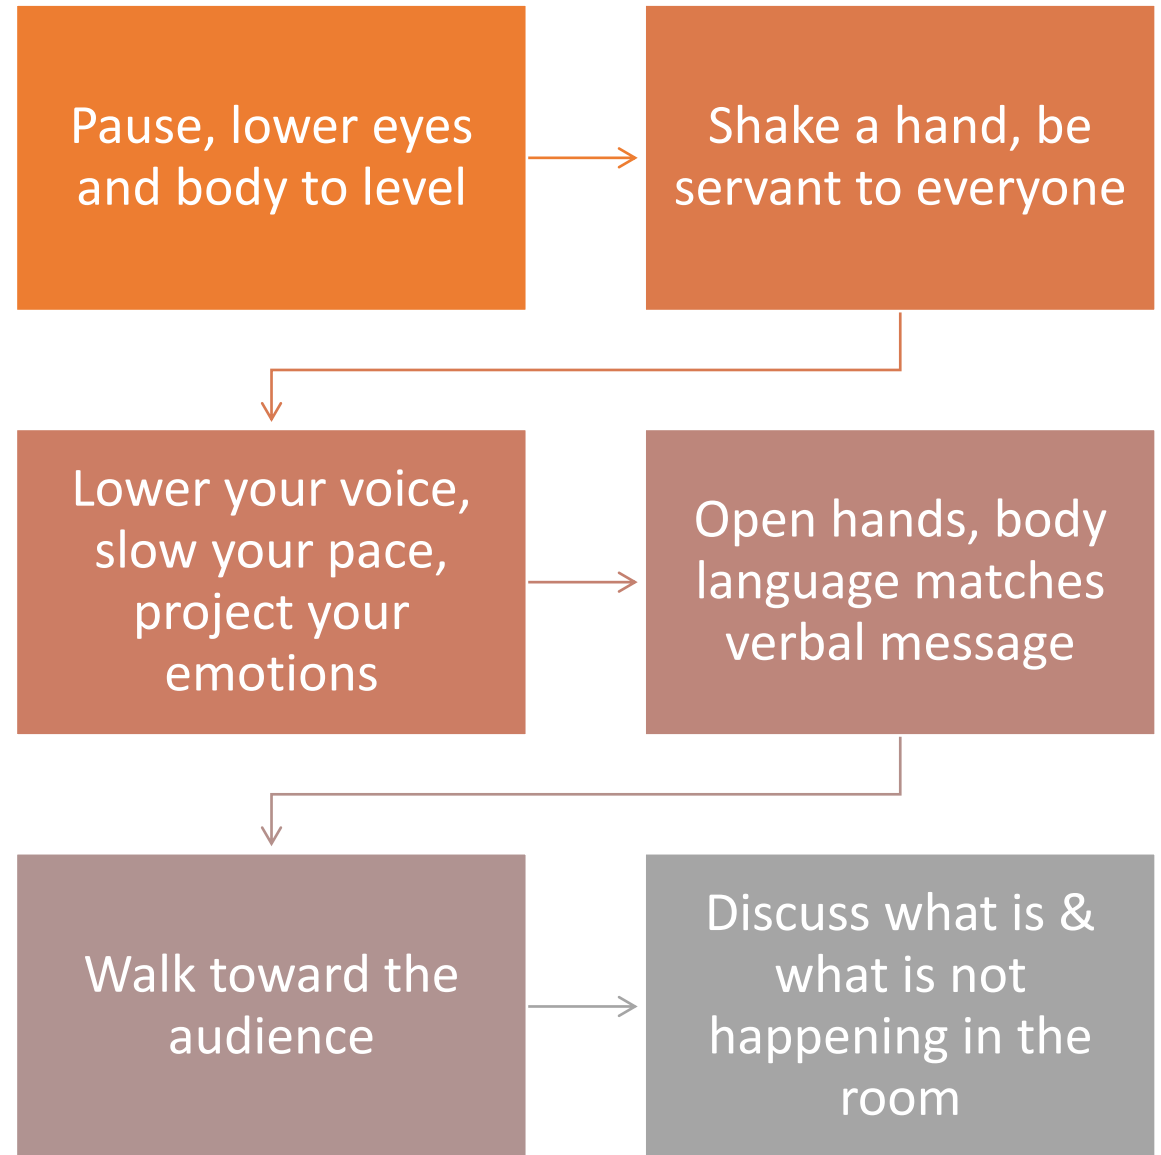 Pause, lower eyes
and body to level
Shake a hand, be
servant to everyone
Lower your voice,
slow your pace,
project your
emotions
Open hands, body
language matches
verbal message
Walk toward the
audience
Discuss what is &
what is not
happening in the
room